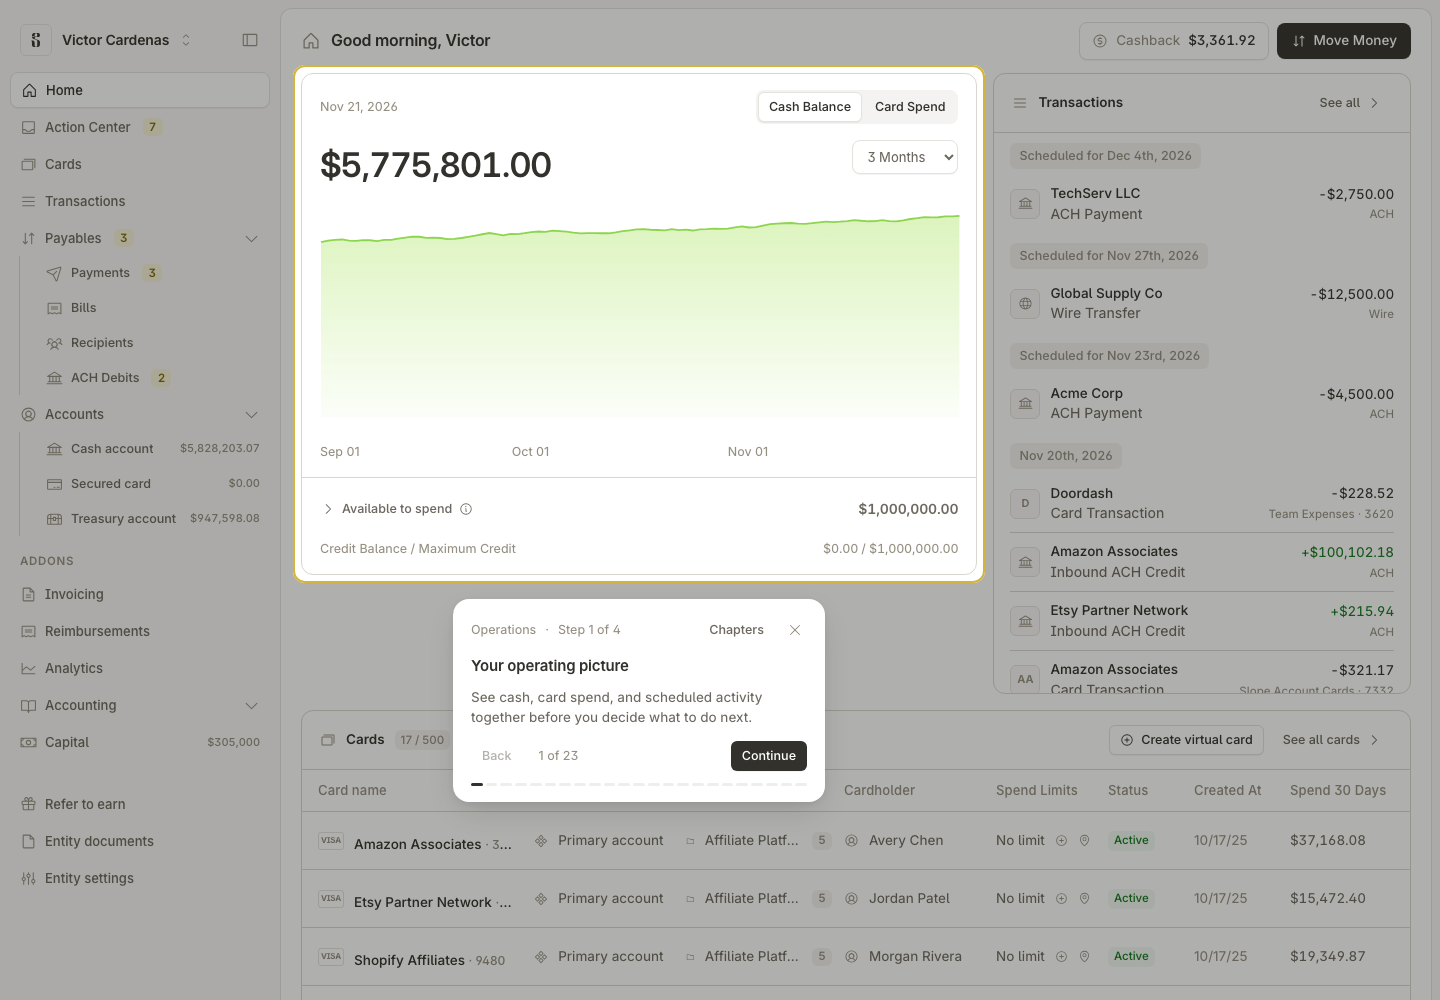 Victor Cardenas
Home
Action Center 7
Cards
Transactions
Payables 3
Payments 3
Bills
Recipients
ACH Debits 2
Accounts
Cash account $5,828,203.07
Secured card $0.00
Treasury account $947,598.08
ADDONS
Invoicing
Reimbursements
Analytics
Accounting
Capital $305,000
Refer to earn
Entity documents
Entity settings
Good morning, Victor
Cashback $3,361.92
Move Money
Nov 21, 2026
Cash Balance Card Spend
$5,775,801.00
3 Months
Sep 01 Oct 01 Nov 01
Available to spend $1,000,000.00
Credit Balance / Maximum Credit $0.00 / $1,000,000.00
Transactions See all
Scheduled for Dec 4th, 2026
TechServ LLC -$2,750.00
ACH Payment ACH
Scheduled for Nov 27th, 2026
Global Supply Co -$12,500.00
Wire Transfer Wire
Scheduled for Nov 23rd, 2026
Acme Corp -$4,500.00
ACH Payment ACH
Nov 20th, 2026
D Doordash -$228.52
Card Transaction Team Expenses · 3620
Amazon Associates +$100,102.18
Inbound ACH Credit ACH
Etsy Partner Network +$215.94
Inbound ACH Credit ACH
AA Amazon Associates -$321.17
Card Transaction Slope Account Cards · 7332
Operations · Step 1 of 4 Chapters
Your operating picture
See cash, card spend, and scheduled activity
together before you decide what to do next.
Back 1 of 23 Continue
Cards 17 / 500 Create virtual card See all cards
Card name Cardholder Spend Limits Status Created At Spend 30 Days
VISA Amazon Associates · 3... Primary account Affiliate Platf... 5 Avery Chen No limit Active 10/17/25 $37,168.08
VISA Etsy Partner Network ·... Primary account Affiliate Platf... 5 Jordan Patel No limit Active 10/17/25 $15,472.40
VISA Shopify Affiliates · 9480 Primary account Affiliate Platf... 5 Morgan Rivera No limit Active 10/17/25 $19,349.87